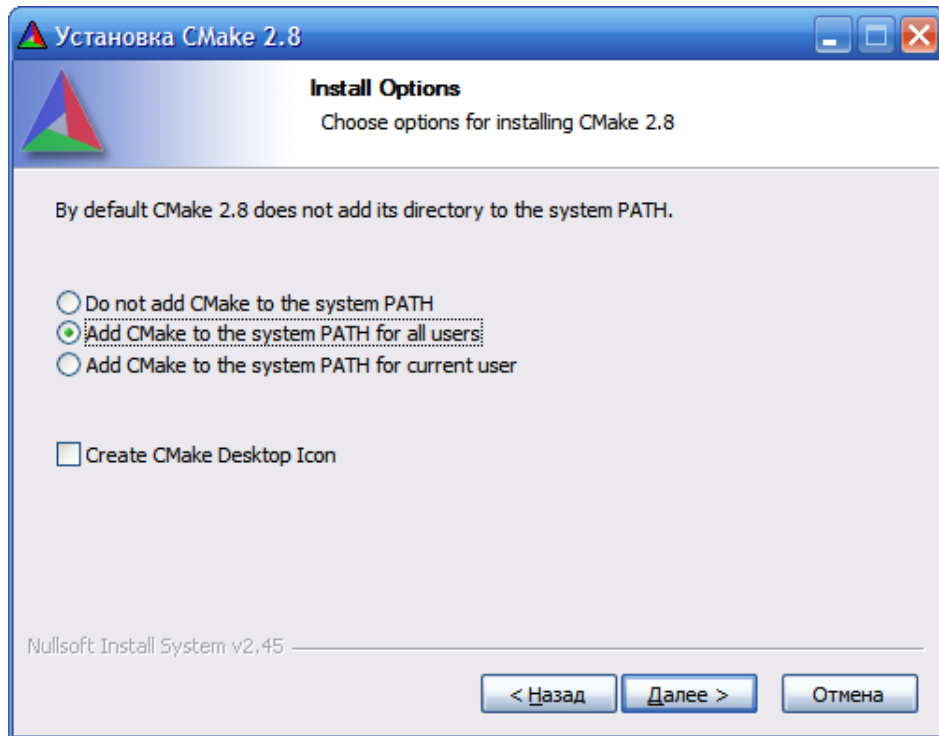 Установка CMake 2.8
Install Options
Choose options for installing CMake 2.8
By default CMake 2.8 does not add its directory to the system PATH.
Do not add CMake to the system PATH
Add CMake to the system PATH for all users
Add CMake to the system PATH for current user
Create CMake Desktop Icon
Nullsoft Install System v2.45
< Назад Далее > Отмена